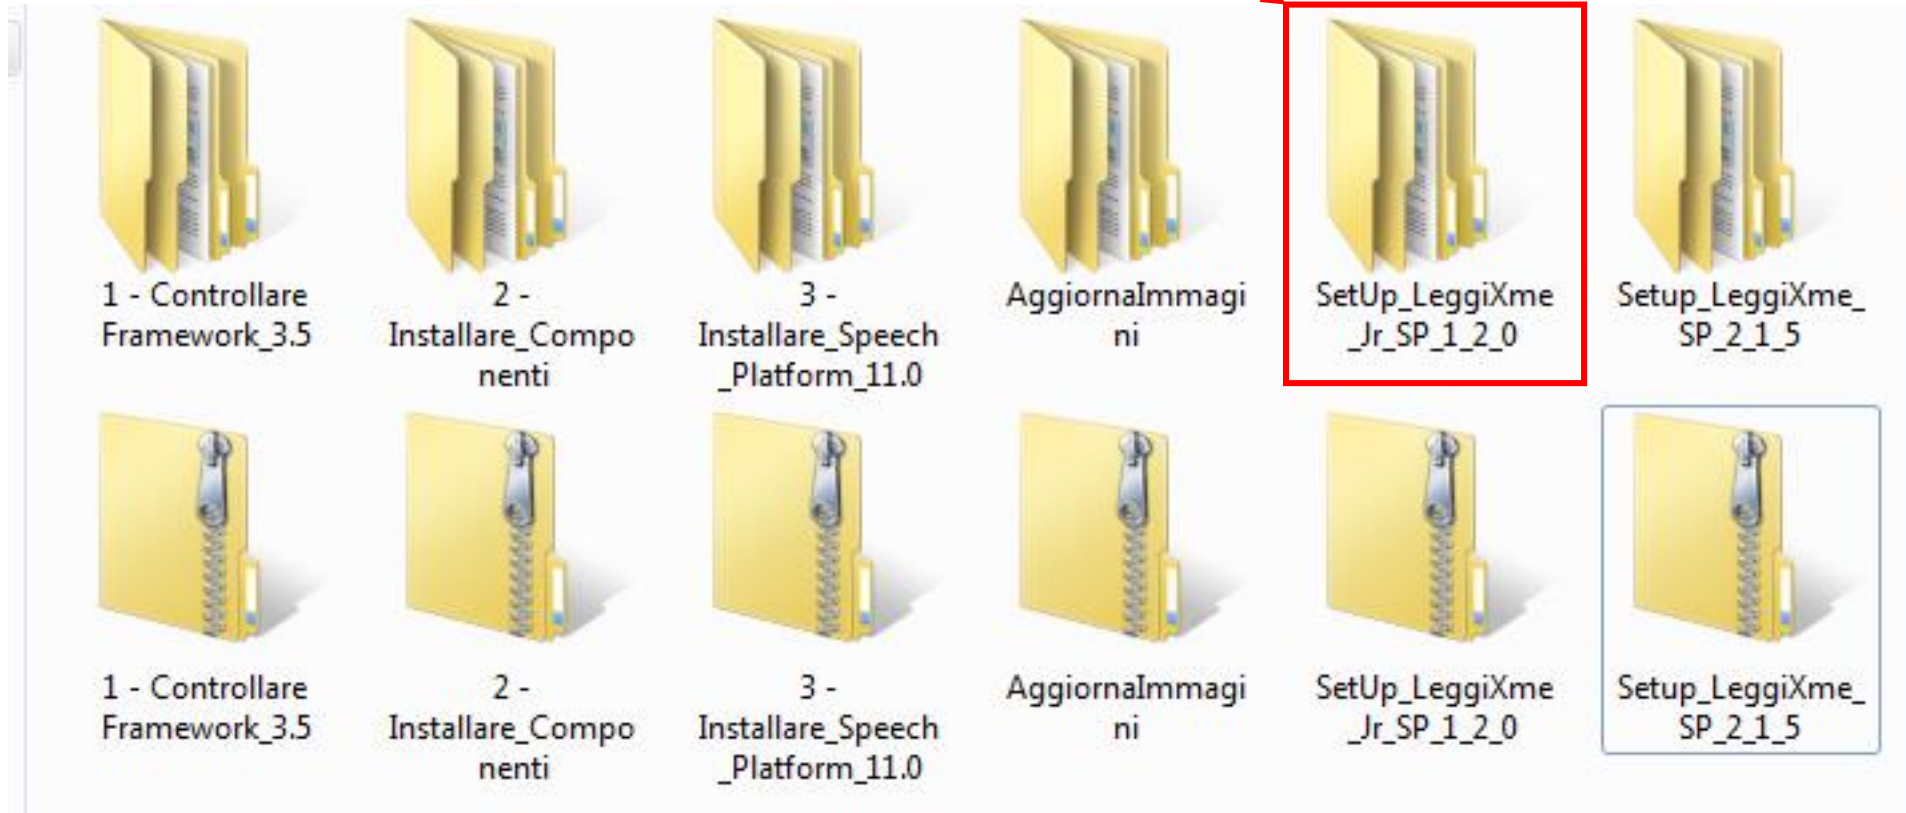 1 - Controllare
Framework_3.5
2 -
Installare_Compo
nenti
3 -
Installare_Speech
_Platform_11.0
AggiornaImmagi
ni
SetUp_LeggiXme
_Jr_SP_1_2_0
Setup_LeggiXme_
SP_2_1_5
1 - Controllare
Framework_3.5
2 -
Installare_Compo
nenti
3 -
Installare_Speech
_Platform_11.0
AggiornaImmagi
ni
SetUp_LeggiXme
_Jr_SP_1_2_0
Setup_LeggiXme_
SP_2_1_5